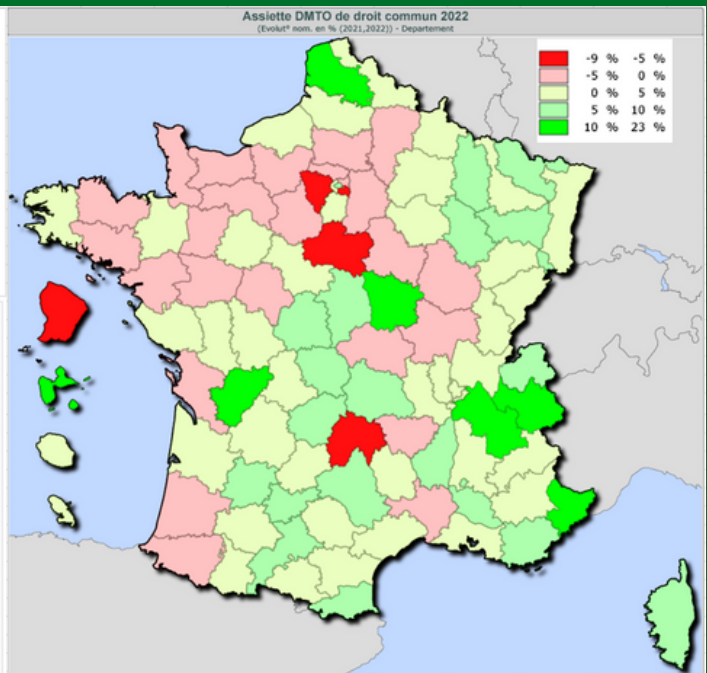 Assiette DMTO de droit commun 2022
(Evolut° nom. en % (2021,2022)) - Departement
-9 % -5 %
-5 % 0 %
0 % 5 %
5 % 10 %
10 % 23 %